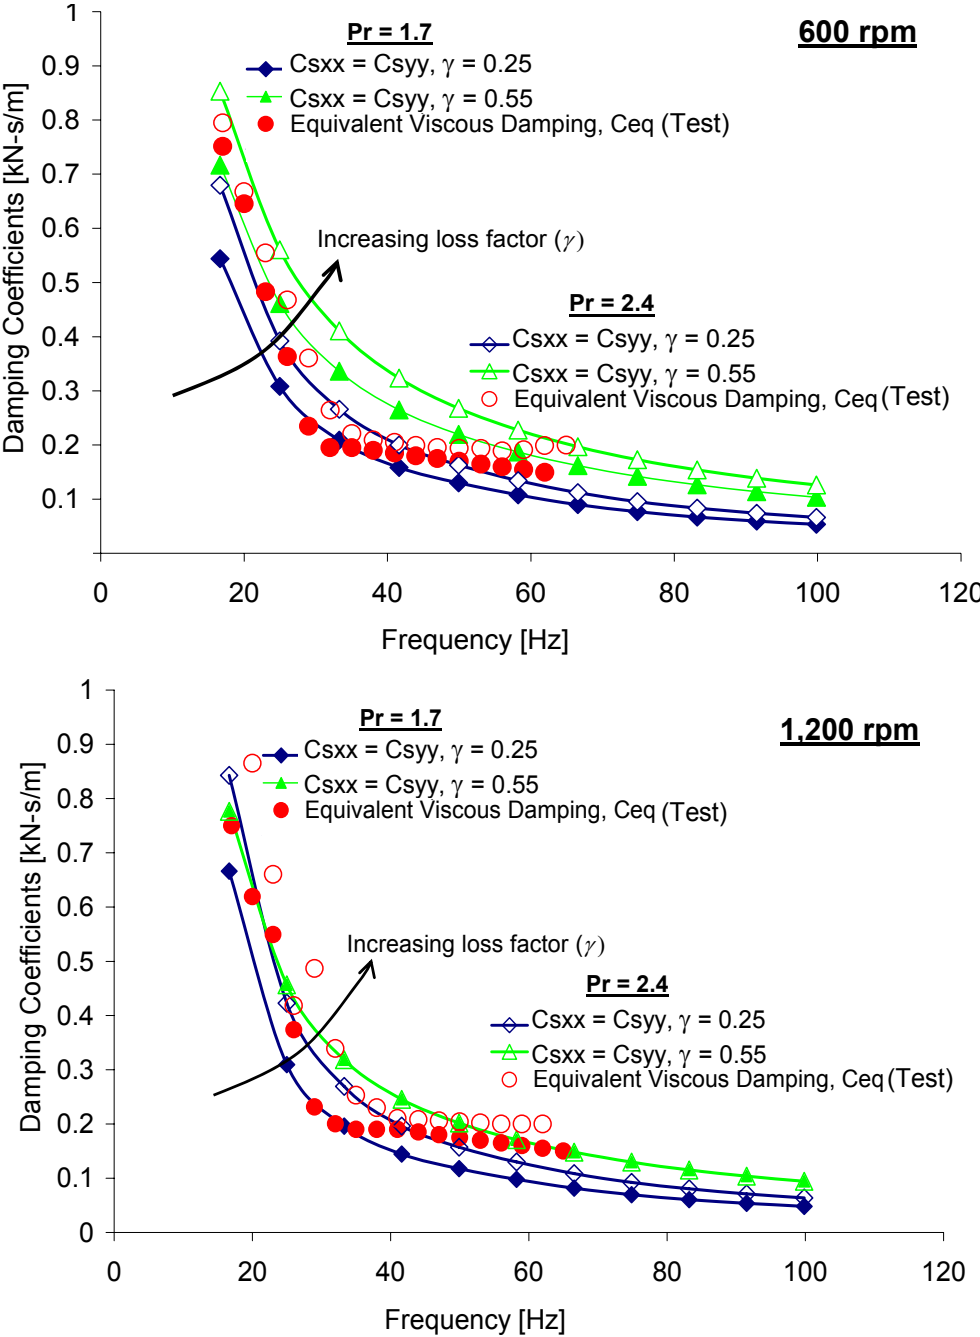 1
Pr = 1.7
600 rpm
0.9
Csxx = Csyy, γ = 0.25
Csxx = Csyy, γ = 0.55
0.8
Equivalent Viscous Damping, Ceq (Test)
0.7
0.6
Increasing loss factor (γ)
0.5
Pr = 2.4
0.4
Csxx = Csyy, γ = 0.25
Csxx = Csyy, γ = 0.55
0.3
Equivalent Viscous Damping, Ceq (Test)
0.2
0.1
Damping Coefficients [kN-s/m]
0 20 40 60 80 100 120
Frequency [Hz]
1
Pr = 1.7
1,200 rpm
0.9
Csxx = Csyy, γ = 0.25
Csxx = Csyy, γ = 0.55
0.8
Equivalent Viscous Damping, Ceq (Test)
0.7
0.6
Increasing loss factor (γ)
0.5
Pr = 2.4
0.4
Csxx = Csyy, γ = 0.25
Csxx = Csyy, γ = 0.55
0.3
Equivalent Viscous Damping, Ceq (Test)
0.2
0.1
0
Damping Coefficients [kN-s/m]
0 20 40 60 80 100 120
Frequency [Hz]